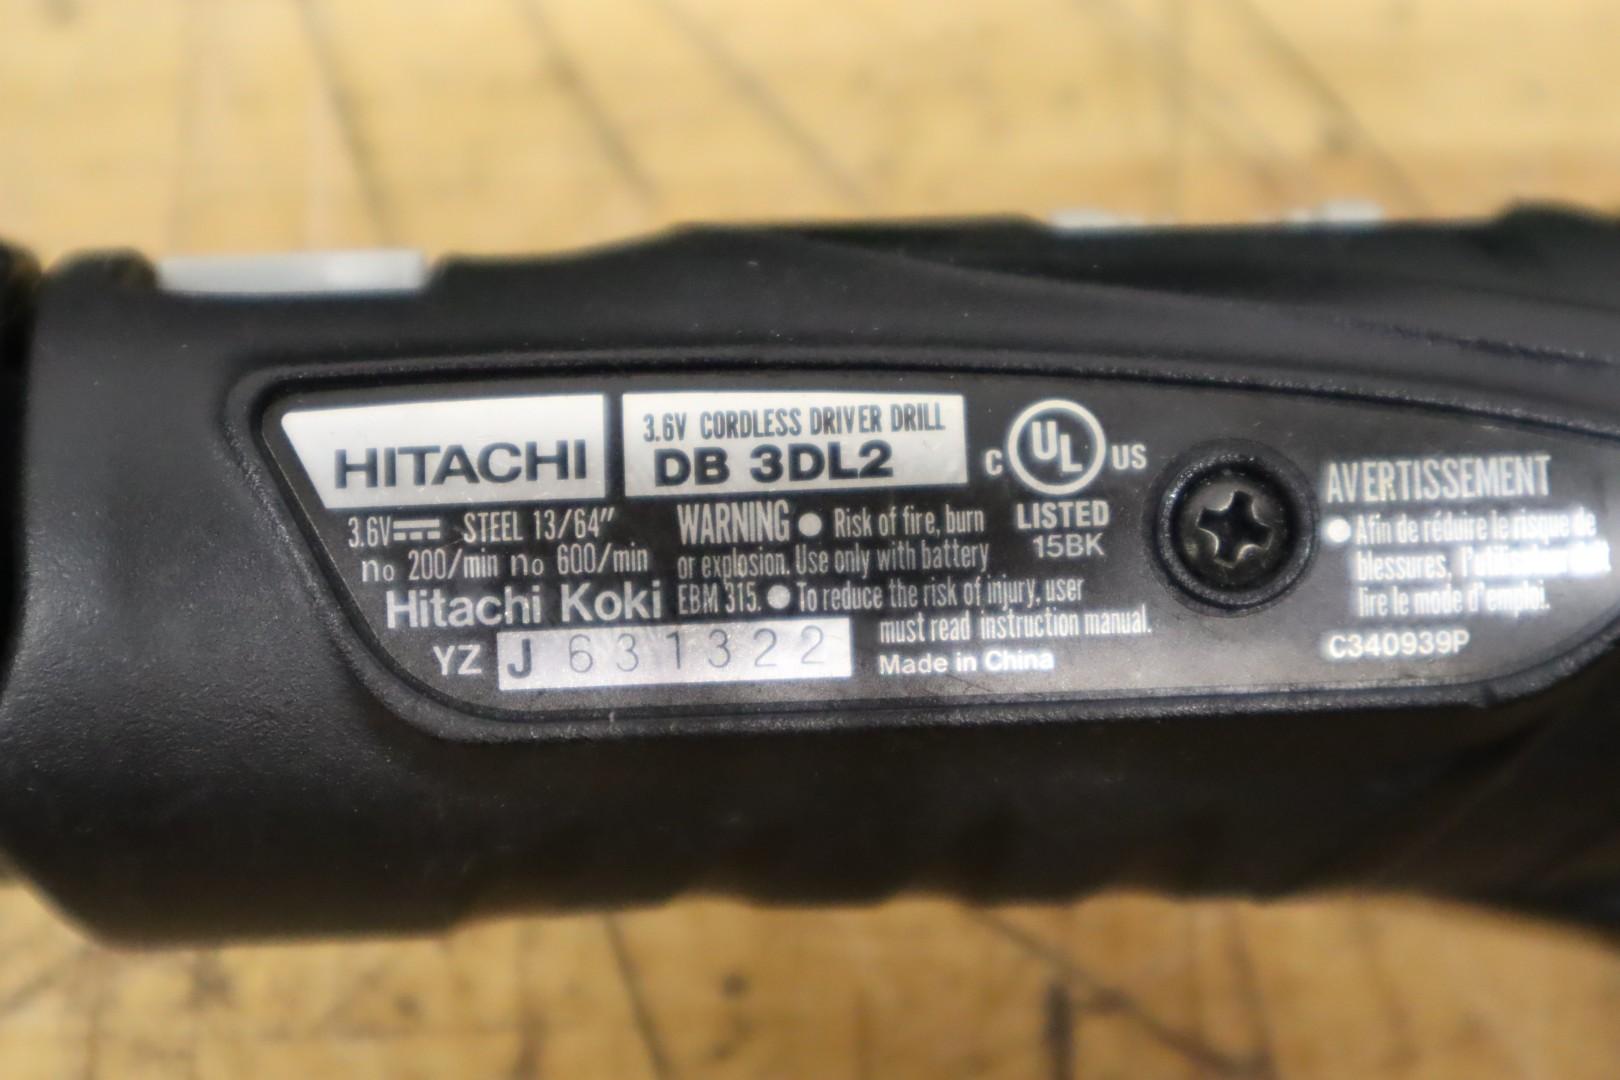 HITACHI
3.6V CORDLESS DRIVER DRILL
DB 3DL2
3.6V⎓ STEEL 13/64"
no 200/min no 600/min
Hitachi Koki
YZ J 631322
WARNING ● Risk of fire, burn
or explosion. Use only with battery
EBM 315. ● To reduce the risk of injury, user
must read instruction manual.
Made in China
C UL US
LISTED
15BK
AVERTISSEMENT
● Afin de réduire le risque de
blessures, l'utilisateur doit
lire le mode d'emploi.
C340939P